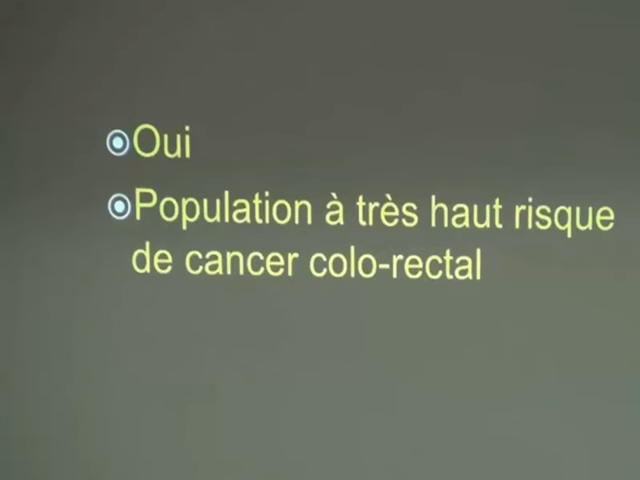 Oui
Population à très haut risque
de cancer colo-rectal